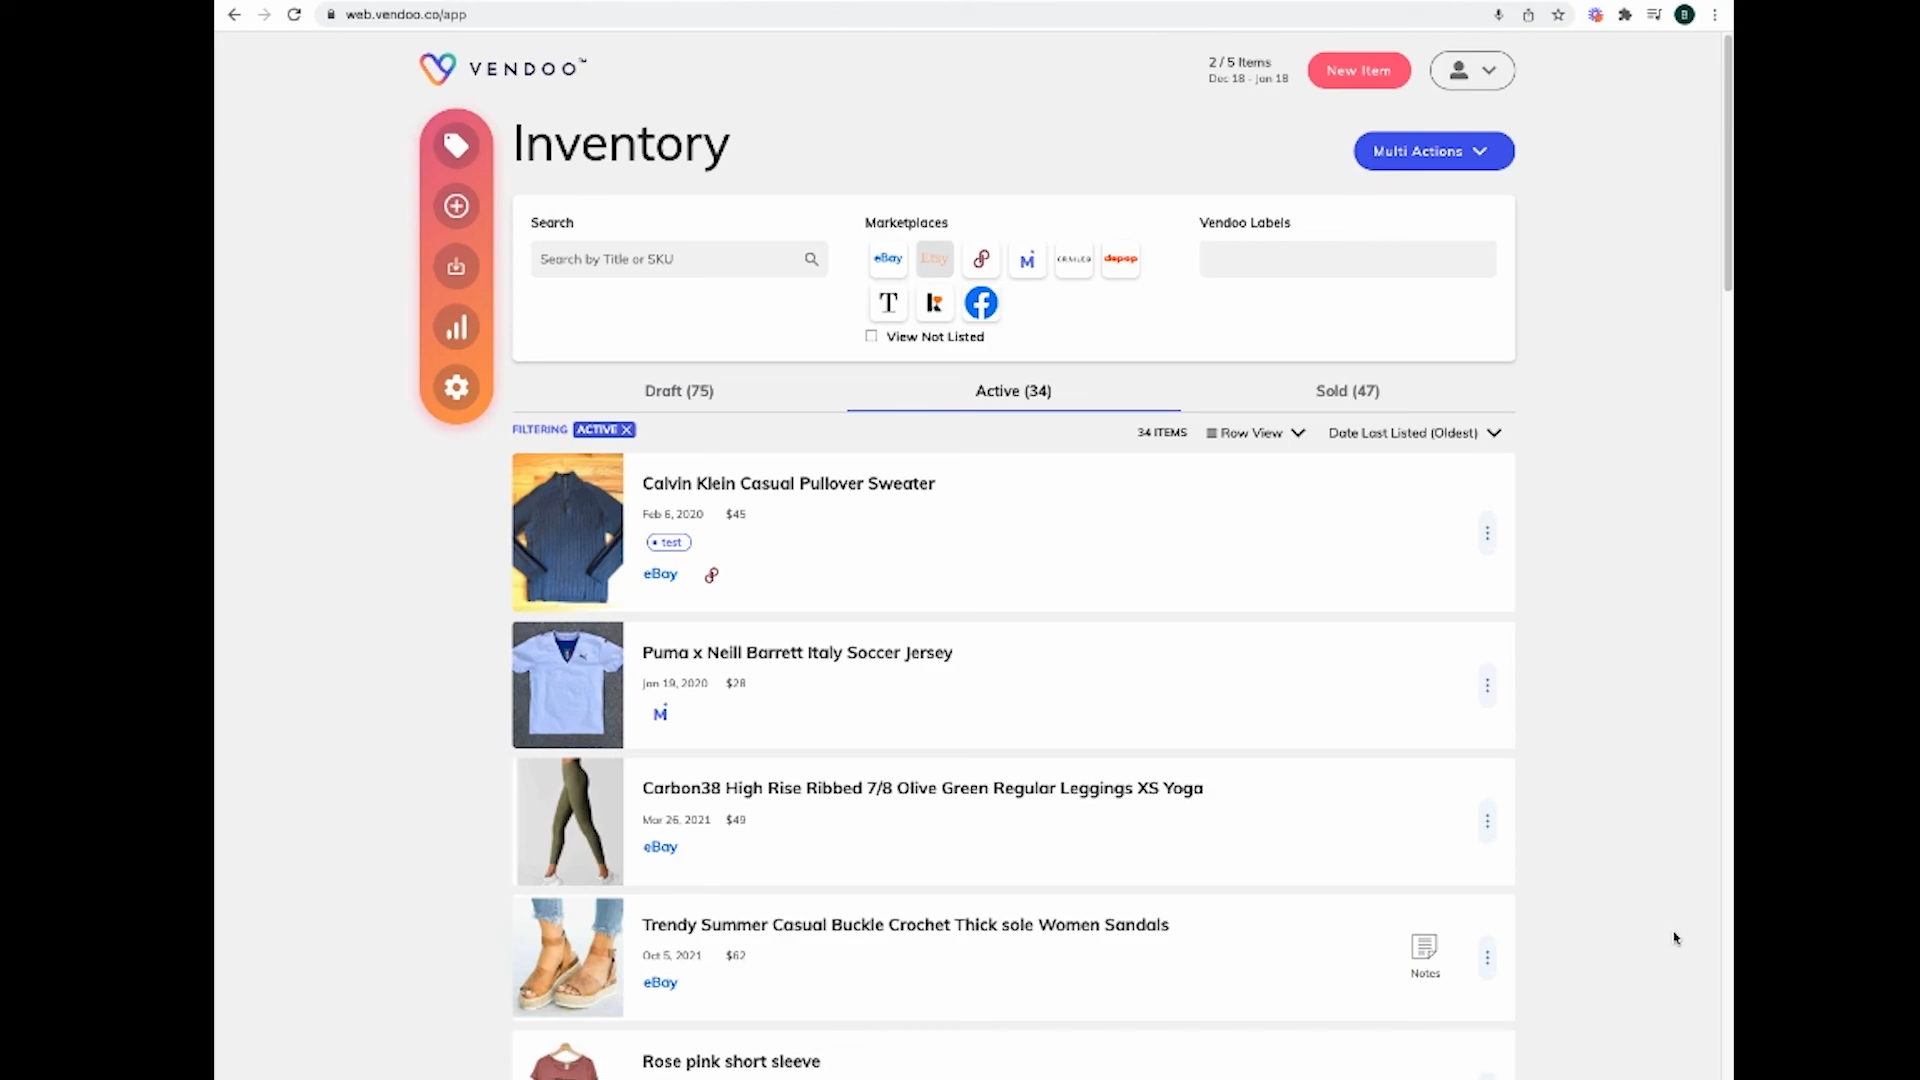 web.vendoo.co/app
VENDOO™
2 / 5 Items
Dec 18 - Jan 18
New Item
Inventory
Multi Actions
Search
Marketplaces
Vendoo Labels
Search by Title or SKU
eBay
Etsy
M
GRAILED
depop
T
K
f
View Not Listed
Draft (75)
Active (34)
Sold (47)
FILTERING ACTIVE
34 ITEMS
Row View
Date Last Listed (Oldest)
Calvin Klein Casual Pullover Sweater
Feb 6, 2020 $45
• test
eBay
Puma x Neill Barrett Italy Soccer Jersey
Jan 19, 2020 $28
M
Carbon38 High Rise Ribbed 7/8 Olive Green Regular Leggings XS Yoga
Mar 26, 2021 $49
eBay
Trendy Summer Casual Buckle Crochet Thick sole Women Sandals
Oct 5, 2021 $62
Notes
eBay
Rose pink short sleeve